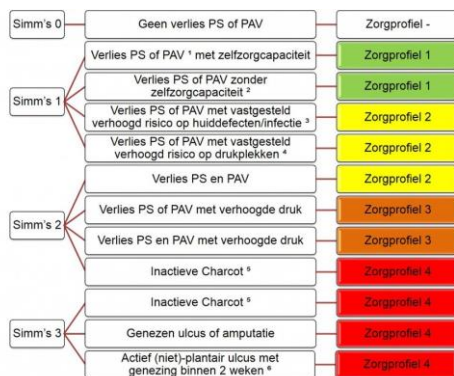 Simm's 0
Geen verlies PS of PAV
Zorgprofiel -
Simm's 1
Verlies PS of PAV ¹ met zelfzorgcapaciteit
Zorgprofiel 1
Verlies PS of PAV zonder
zelfzorgcapaciteit ²
Zorgprofiel 1
Verlies PS of PAV met vastgesteld
verhoogd risico op huiddefecten/infectie ³
Zorgprofiel 2
Verlies PS of PAV met vastgesteld
verhoogd risico op drukplekken ⁴
Zorgprofiel 2
Simm's 2
Verlies PS en PAV
Zorgprofiel 2
Verlies PS of PAV met verhoogde druk
Zorgprofiel 3
Verlies PS en PAV met verhoogde druk
Zorgprofiel 3
Inactieve Charcot ⁵
Zorgprofiel 4
Simm's 3
Inactieve Charcot ⁶
Zorgprofiel 4
Genezen ulcus of amputatie
Zorgprofiel 4
Actief (niet)-plantair ulcus met
genezing binnen 2 weken ⁶
Zorgprofiel 4